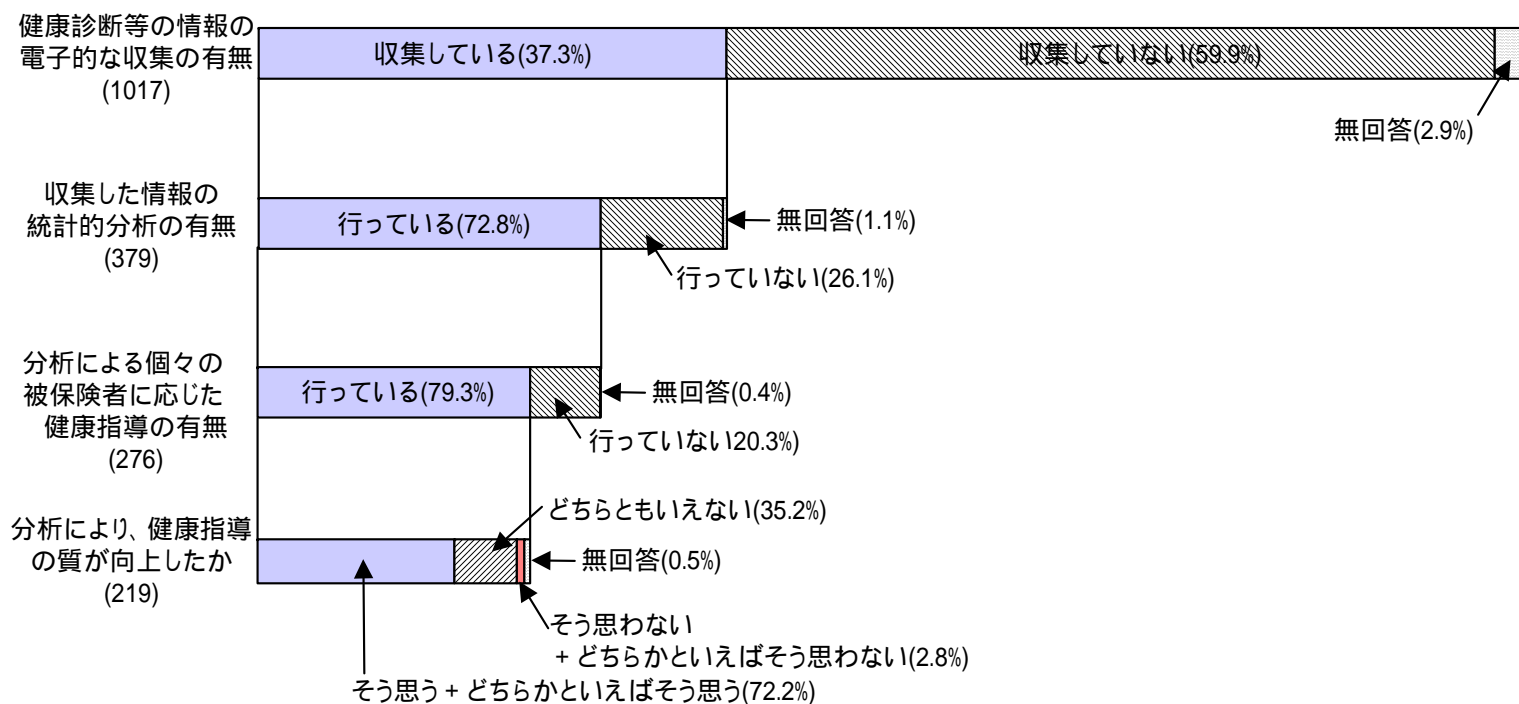 健康診断等の情報の
電子的な収集の有無
(1017)
収集している(37.3%)
収集していない(59.9%)
無回答(2.9%)
収集した情報の
統計的分析の有無
(379)
行っている(72.8%)
無回答(1.1%)
行っていない(26.1%)
分析による個々の
被保険者に応じた
健康指導の有無
(276)
行っている(79.3%)
無回答(0.4%)
行っていない20.3%)
分析により、健康指導
の質が向上したか
(219)
どちらともいえない(35.2%)
無回答(0.5%)
そう思わない
+ どちらかといえばそう思わない(2.8%)
そう思う + どちらかといえばそう思う(72.2%)